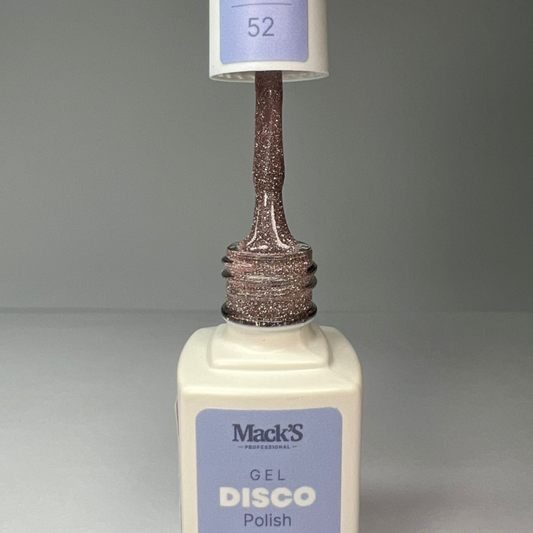 52
Mack'S
PROFESSIONAL
GEL
DISCO
Polish